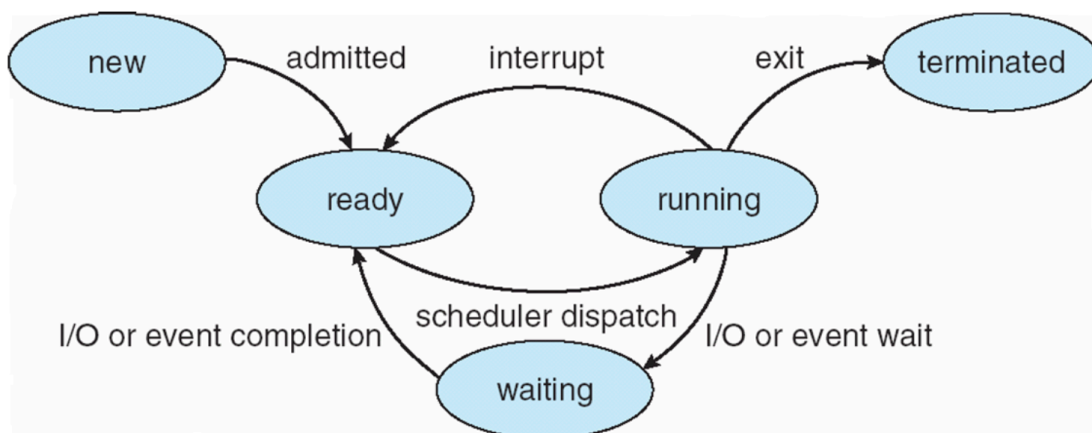 new
admitted
interrupt
exit
terminated
ready
running
scheduler dispatch
I/O or event completion
I/O or event wait
waiting